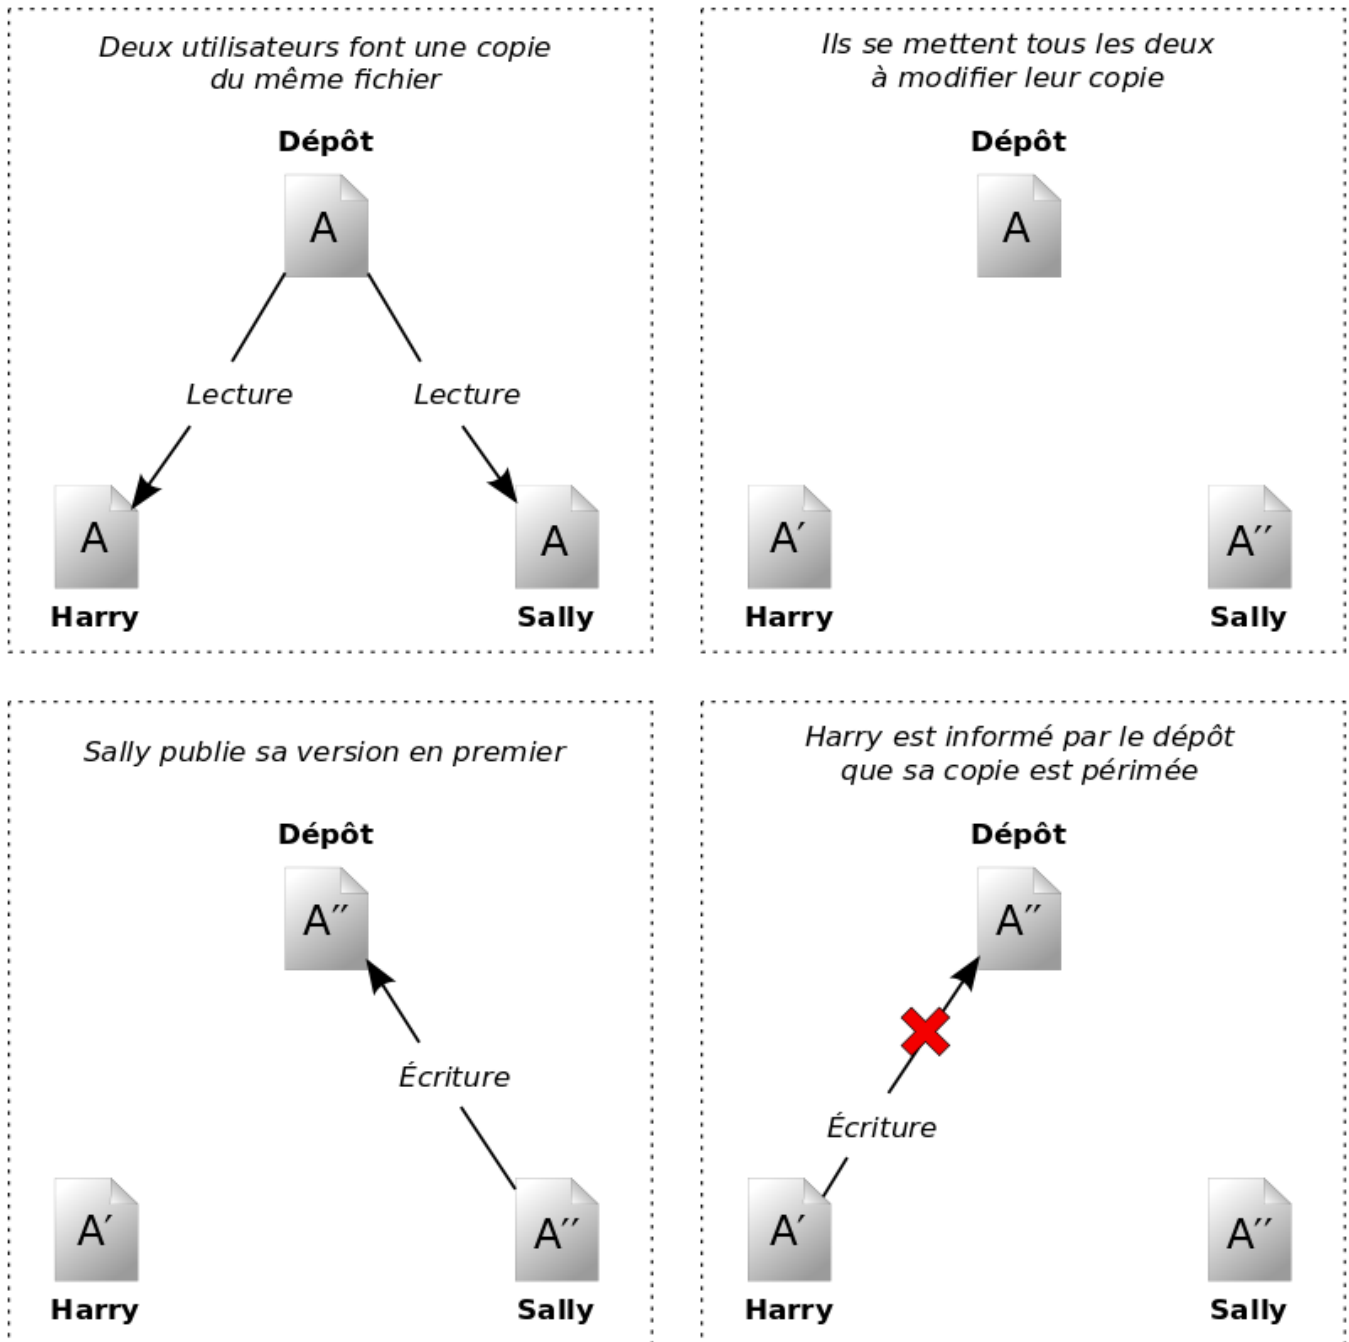 Deux utilisateurs font une copie
du même fichier
Dépôt
A
Lecture
Lecture
A
A
Harry
Sally
Ils se mettent tous les deux
à modifier leur copie
Dépôt
A
A′
A′′
Harry
Sally
Sally publie sa version en premier
Dépôt
A′′
Écriture
A′
A′′
Harry
Sally
Harry est informé par le dépôt
que sa copie est périmée
Dépôt
A′′
Écriture
A′
A′′
Harry
Sally